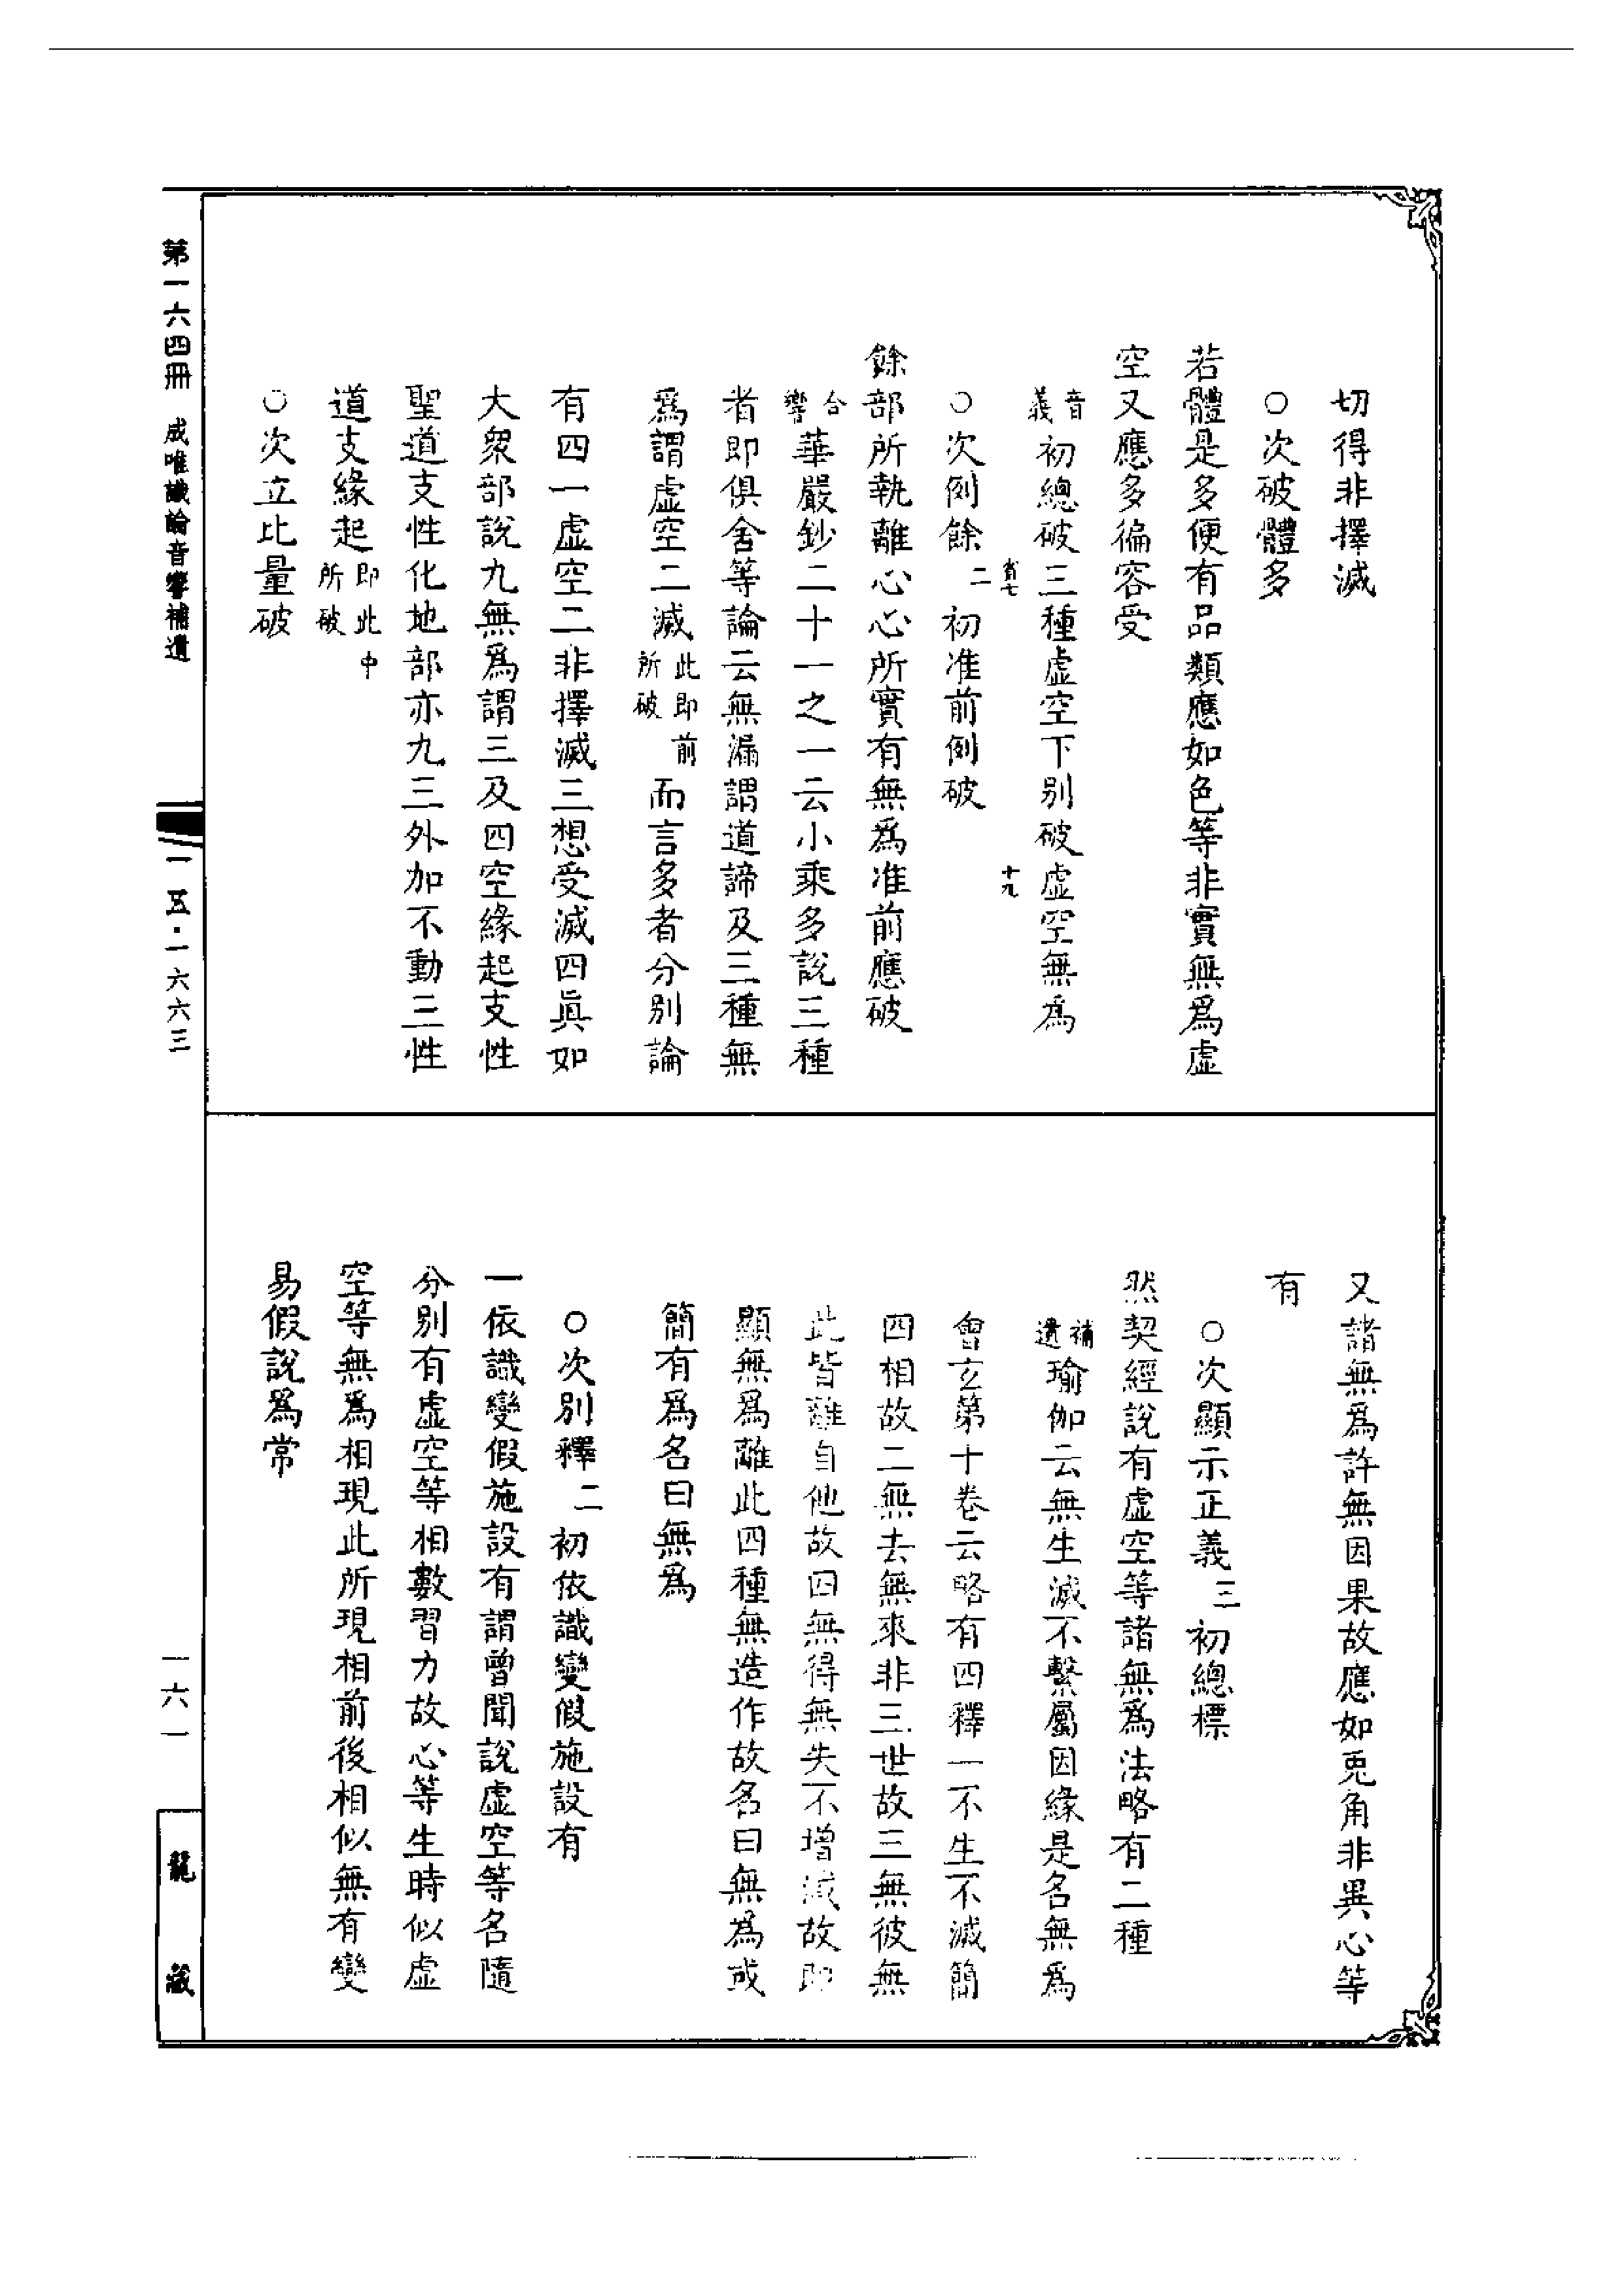 切得非擇滅
○次破體多
若體是多便有品類應如色等非實無為虛
空又應多徧容受
音義初總破三種虛空下別破虛空無為
省七 十九
○次例餘二初准前例破
餘部所執離心心所實有無為准前應破
合響華嚴鈔二十一之一云小乘多說三種
者即俱舍等論云無漏謂道諦及三種無
為謂虛空二滅此即前所破而言多者分別論
有四一虛空二非擇滅三想受滅四眞如
大衆部說九無為謂三及四空緣起支性
聖道支性化地部亦九三外加不動三性
道支緣起即此中所破
○次立比量破
又諸無為許無因果故應如兎角非異心等
有
○次顯示正義三初總標
然契經說有虛空等諸無為法略有二種
補遺瑜伽云無生滅不繫屬因緣是名無為
會玄第十卷云略有四釋一不生不滅簡
四相故二無去無來非三世故三無彼無
此皆離自他故四無得無失不增減故即
顯無為離此四種無造作故名曰無為或
簡有為名曰無為
○次別釋二初依識變假施設有
一依識變假施設有謂曾聞說虛空等名隨
分別有虛空等相數習力故心等生時似虛
空等無為相現此所現相前後相似無有變
易假說為常
第一六四冊 成唯識論音響補遺
一五·一六六三
一六一
龍藏